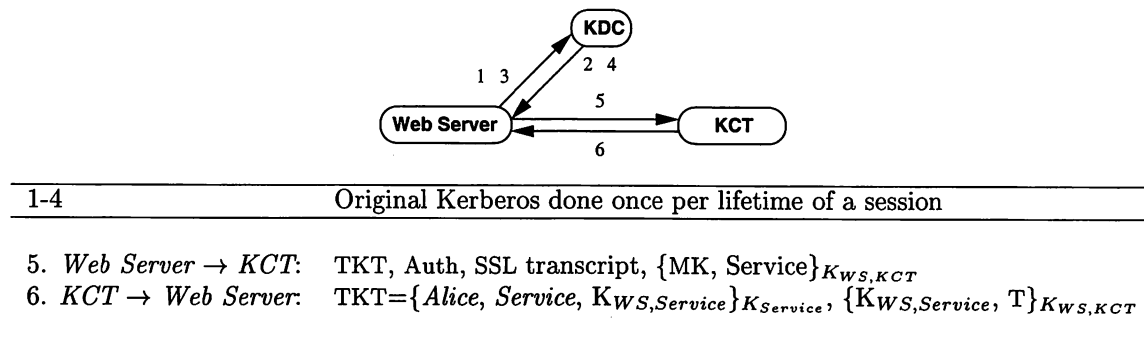 KDC
1 3
2 4
5
Web Server
KCT
6
1-4 Original Kerberos done once per lifetime of a session
5. Web Server → KCT: TKT, Auth, SSL transcript, {MK, Service}K_{WS,KCT}
6. KCT → Web Server: TKT={Alice, Service, K_{WS,Service}}K_{Service}, {K_{WS,Service}, T}K_{WS,KCT}